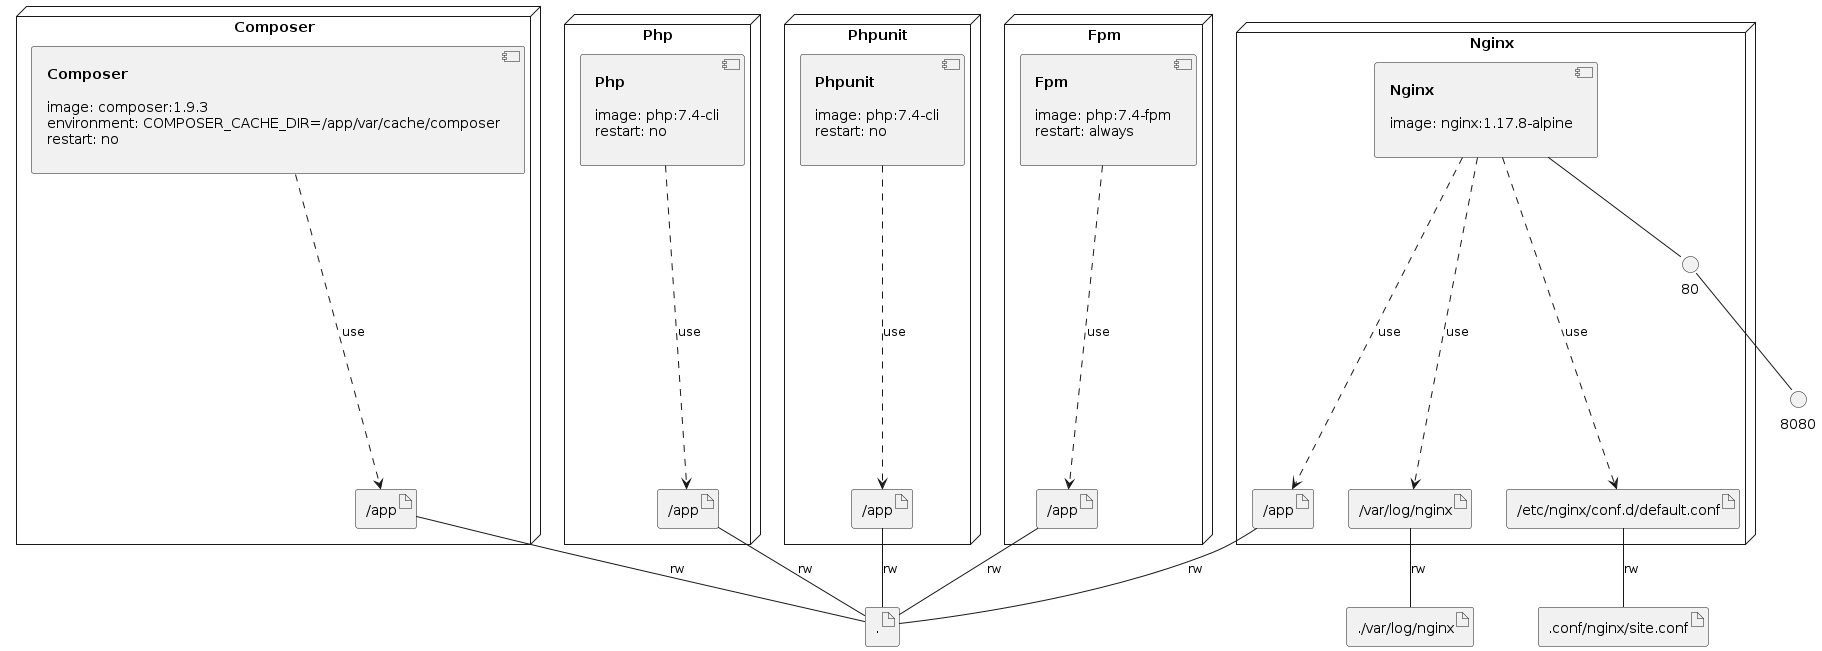 Composer
Composer
image: composer:1.9.3
environment: COMPOSER_CACHE_DIR=/app/var/cache/composer
restart: no
use
/app
Php
Php
image: php:7.4-cli
restart: no
use
/app
Phpunit
Phpunit
image: php:7.4-cli
restart: no
use
/app
Fpm
Fpm
image: php:7.4-fpm
restart: always
use
/app
Nginx
Nginx
image: nginx:1.17.8-alpine
80
use
use
use
8080
/app
/var/log/nginx
/etc/nginx/conf.d/default.conf
rw
rw
rw
rw
rw
rw
rw
.
./var/log/nginx
.conf/nginx/site.conf